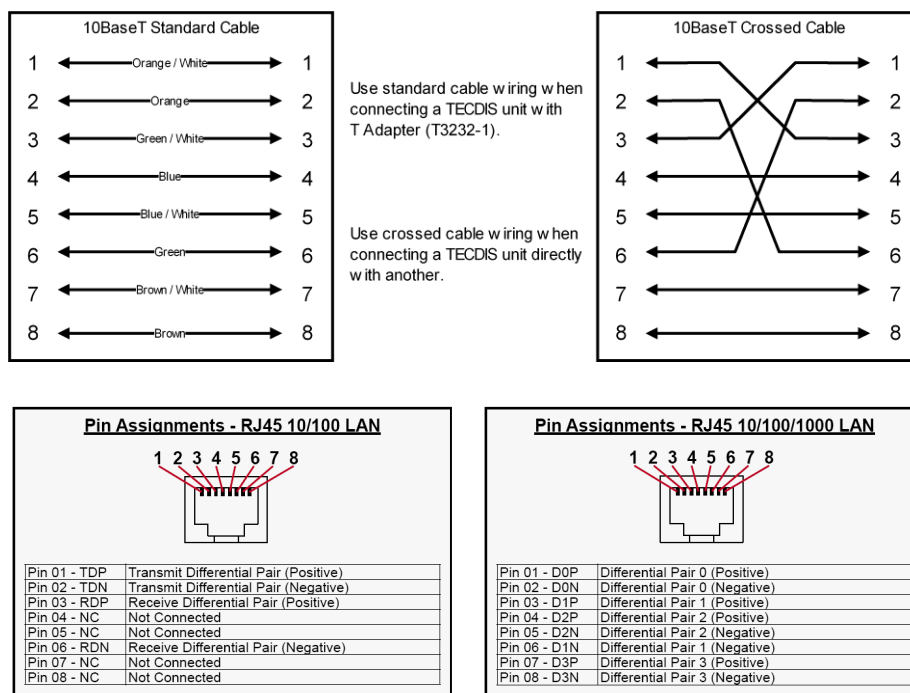 10BaseT Standard Cable
1 Orange / White 1
2 Orange 2
3 Green / White 3
4 Blue 4
5 Blue / White 5
6 Green 6
7 Brown / White 7
8 Brown 8
Use standard cable wiring when
connecting a TECDIS unit with
T Adapter (T3232-1).
Use crossed cable wiring when
connecting a TECDIS unit directly
with another.
10BaseT Crossed Cable
1 1
2 2
3 3
4 4
5 5
6 6
7 7
8 8
Pin Assignments - RJ45 10/100 LAN
1 2 3 4 5 6 7 8
Pin 01 - TDP Transmit Differential Pair (Positive)
Pin 02 - TDN Transmit Differential Pair (Negative)
Pin 03 - RDP Receive Differential Pair (Positive)
Pin 04 - NC Not Connected
Pin 05 - NC Not Connected
Pin 06 - RDN Receive Differential Pair (Negative)
Pin 07 - NC Not Connected
Pin 08 - NC Not Connected
Pin Assignments - RJ45 10/100/1000 LAN
1 2 3 4 5 6 7 8
Pin 01 - D0P Differential Pair 0 (Positive)
Pin 02 - D0N Differential Pair 0 (Negative)
Pin 03 - D1P Differential Pair 1 (Positive)
Pin 04 - D2P Differential Pair 2 (Positive)
Pin 05 - D2N Differential Pair 2 (Negative)
Pin 06 - D1N Differential Pair 1 (Negative)
Pin 07 - D3P Differential Pair 3 (Positive)
Pin 08 - D3N Differential Pair 3 (Negative)